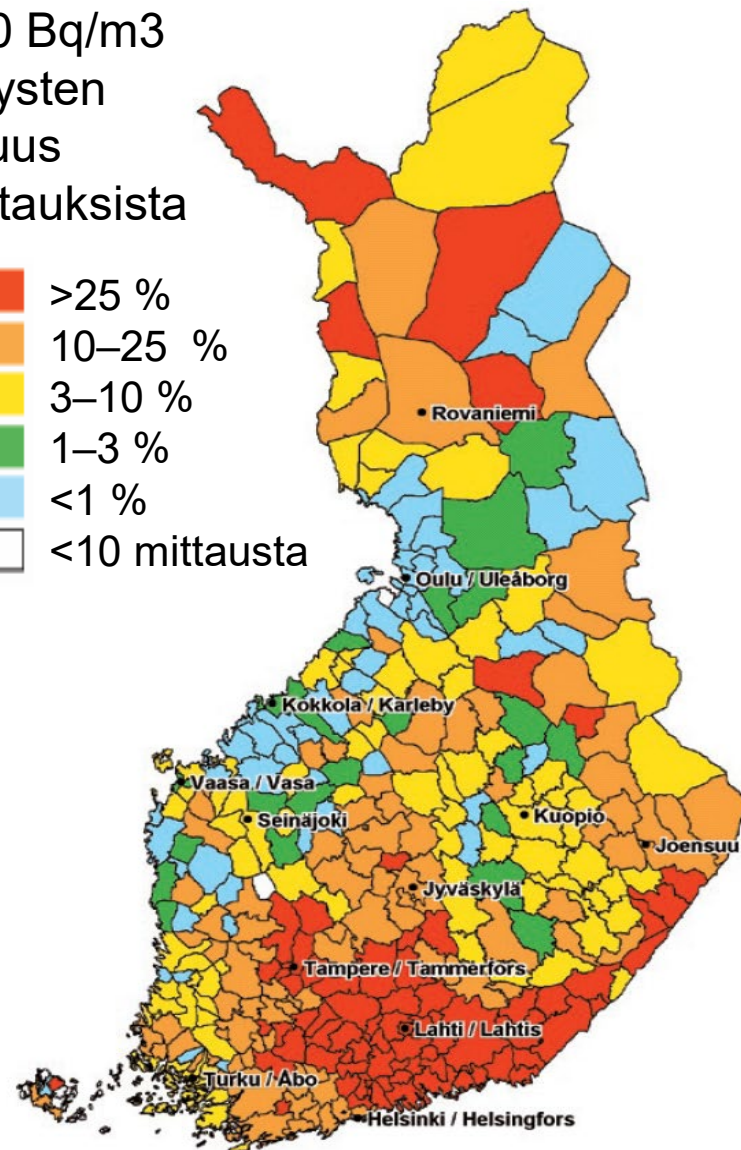 0 Bq/m3
ysten
uus
tauksista
>25 %
10–25 %
3–10 %
1–3 %
<1 %
<10 mittausta
Rovaniemi
Oulu / Uleåborg
Kokkola / Karleby
Vaasa / Vasa
Seinäjoki
Kuopio
Joensuu
Jyväskylä
Tampere / Tammerfors
Lahti / Lahtis
Turku / Åbo
Helsinki / Helsingfors